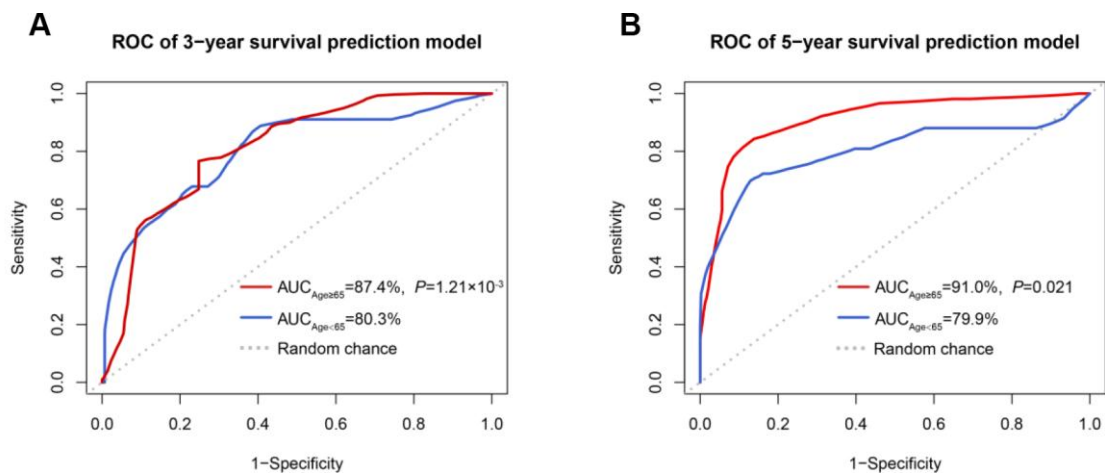 A
ROC of 3−year survival prediction model
Sensitivity
1.0
0.8
0.6
0.4
0.2
0.0
AUCAge≥65=87.4%, P=1.21×10-3
AUCAge<65=80.3%
Random chance
0.0 0.2 0.4 0.6 0.8 1.0
1−Specificity
B
ROC of 5−year survival prediction model
Sensitivity
1.0
0.8
0.6
0.4
0.2
0.0
AUCAge≥65=91.0%, P=0.021
AUCAge<65=79.9%
Random chance
0.0 0.2 0.4 0.6 0.8 1.0
1−Specificity